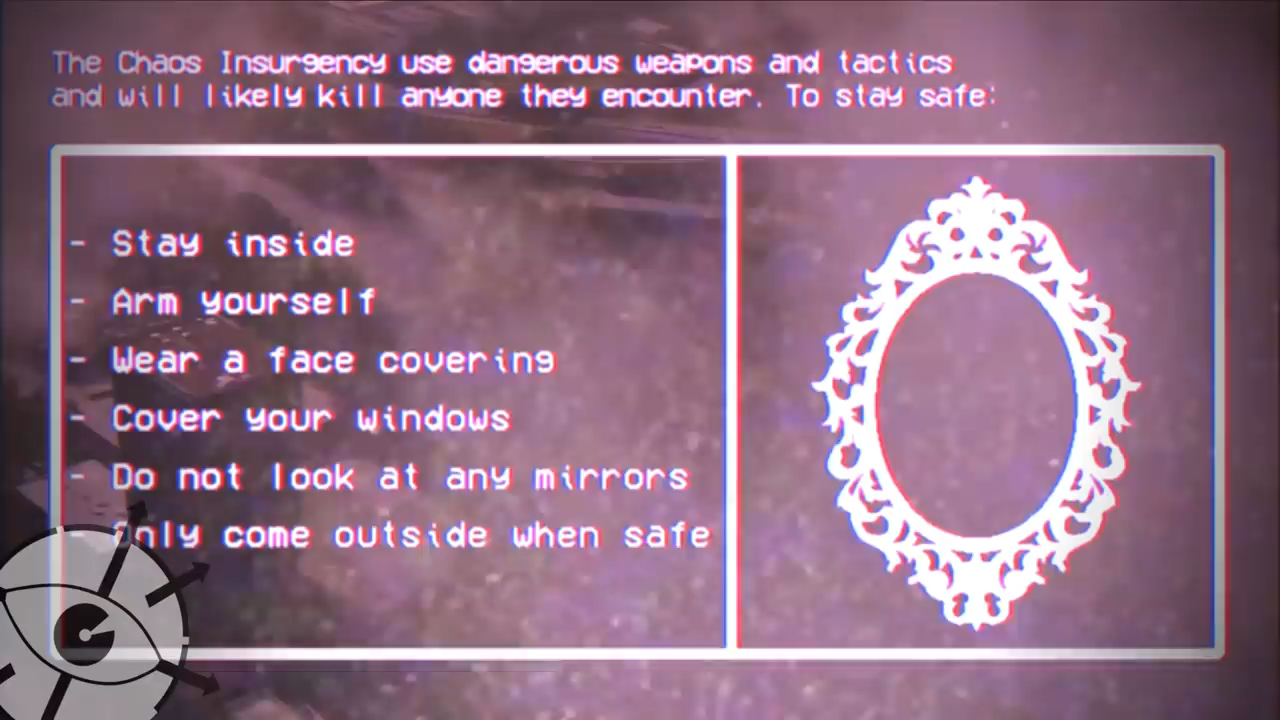 The Chaos Insurgency use dangerous weapons and tactics
and will likely kill anyone they encounter. To stay safe:
- Stay inside
- Arm yourself
- Wear a face covering
- Cover your windows
- Do not look at any mirrors
- Only come outside when safe